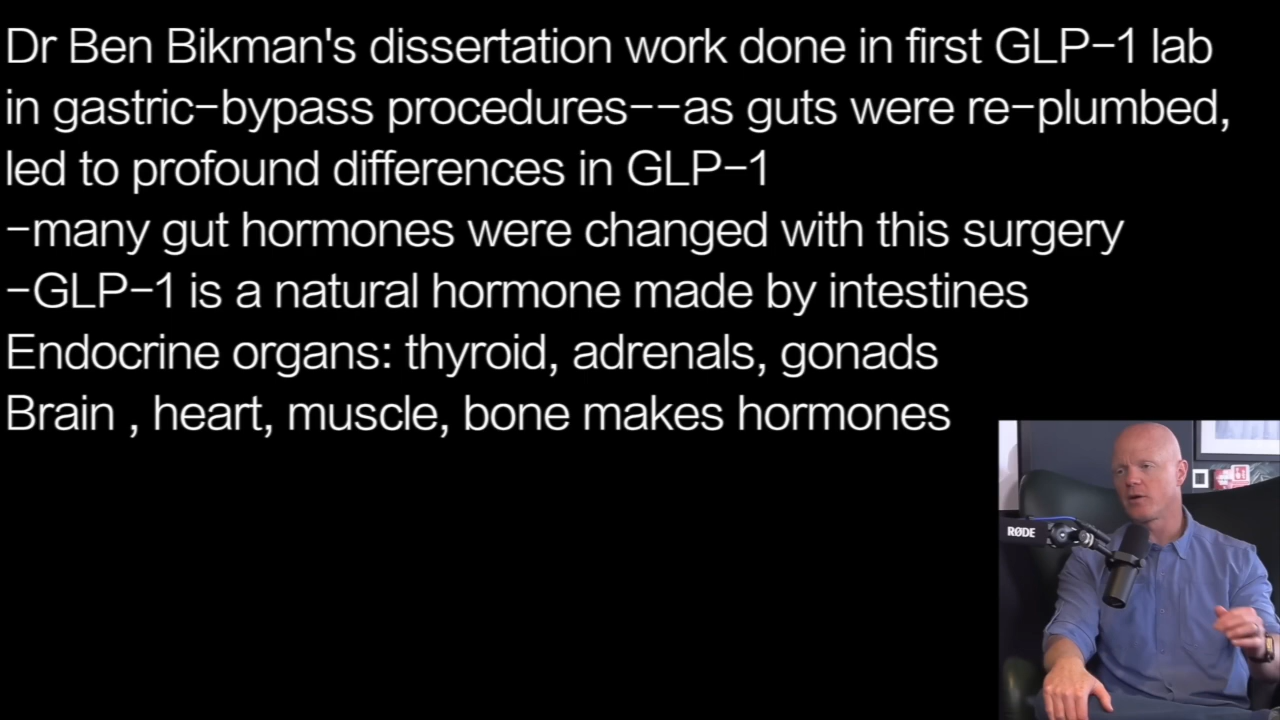 Dr Ben Bikman's dissertation work done in first GLP-1 lab
in gastric-bypass procedures--as guts were re-plumbed,
led to profound differences in GLP-1
-many gut hormones were changed with this surgery
-GLP-1 is a natural hormone made by intestines
Endocrine organs: thyroid, adrenals, gonads
Brain , heart, muscle, bone makes hormones
RØDE